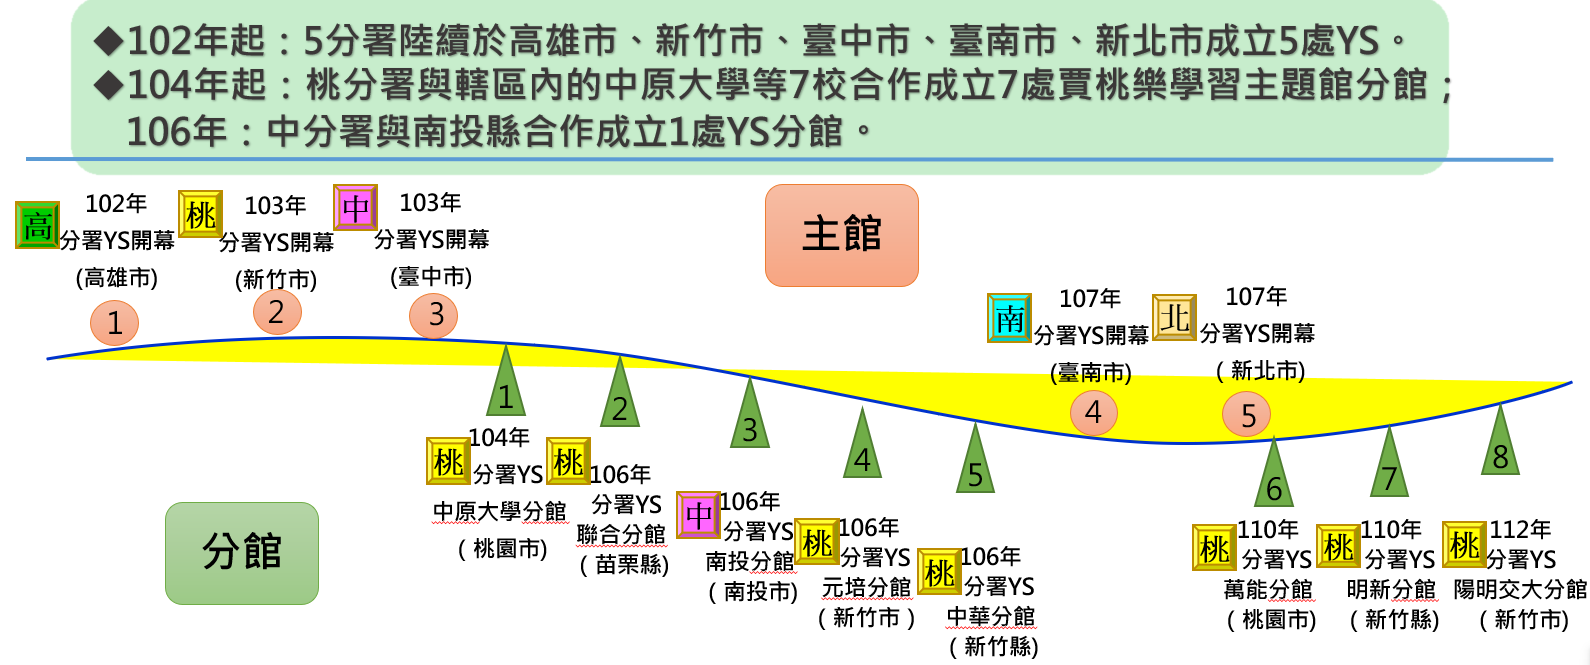 ◆102年起：5分署陸續於高雄市、新竹市、臺中市、臺南市、新北市成立5處YS。
◆104年起：桃分署與轄區內的中原大學等7校合作成立7處賈桃樂學習主題館分館；
106年：中分署與南投縣合作成立1處YS分館。
主館
高
102年
分署YS開幕
(高雄市)
1
桃
103年
分署YS開幕
(新竹市)
2
中
103年
分署YS開幕
(臺中市)
3
南
107年
分署YS開幕
(臺南市)
4
北
107年
分署YS開幕
(新北市)
5
分館
1
桃
104年
分署YS
中原大學分館
(桃園市)
2
桃
106年
分署YS
聯合分館
(苗栗縣)
3
中
106年
分署YS
南投分館
(南投市)
4
桃
106年
分署YS
元培分館
(新竹市)
5
桃
106年
分署YS
中華分館
(新竹縣)
6
桃
110年
分署YS
萬能分館
(桃園市)
7
桃
110年
分署YS
明新分館
(新竹縣)
8
桃
112年
分署YS
陽明交大分館
(新竹市)